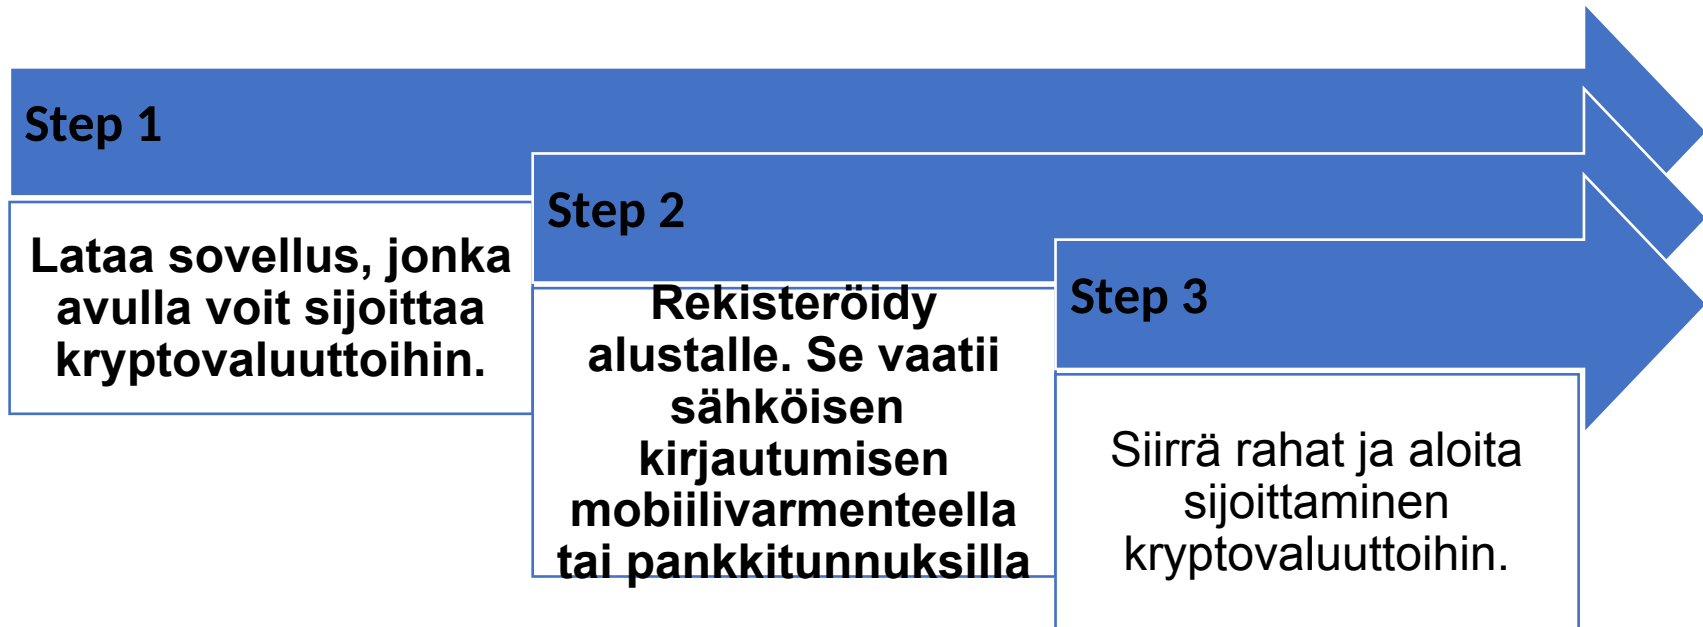 Step 1
Lataa sovellus, jonka
avulla voit sijoittaa
kryptovaluuttoihin.
Step 2
Rekisteröidy
alustalle. Se vaatii
sähköisen
kirjautumisen
mobiilivarmenteella
tai pankkitunnuksilla
Step 3
Siirrä rahat ja aloita
sijoittaminen
kryptovaluuttoihin.